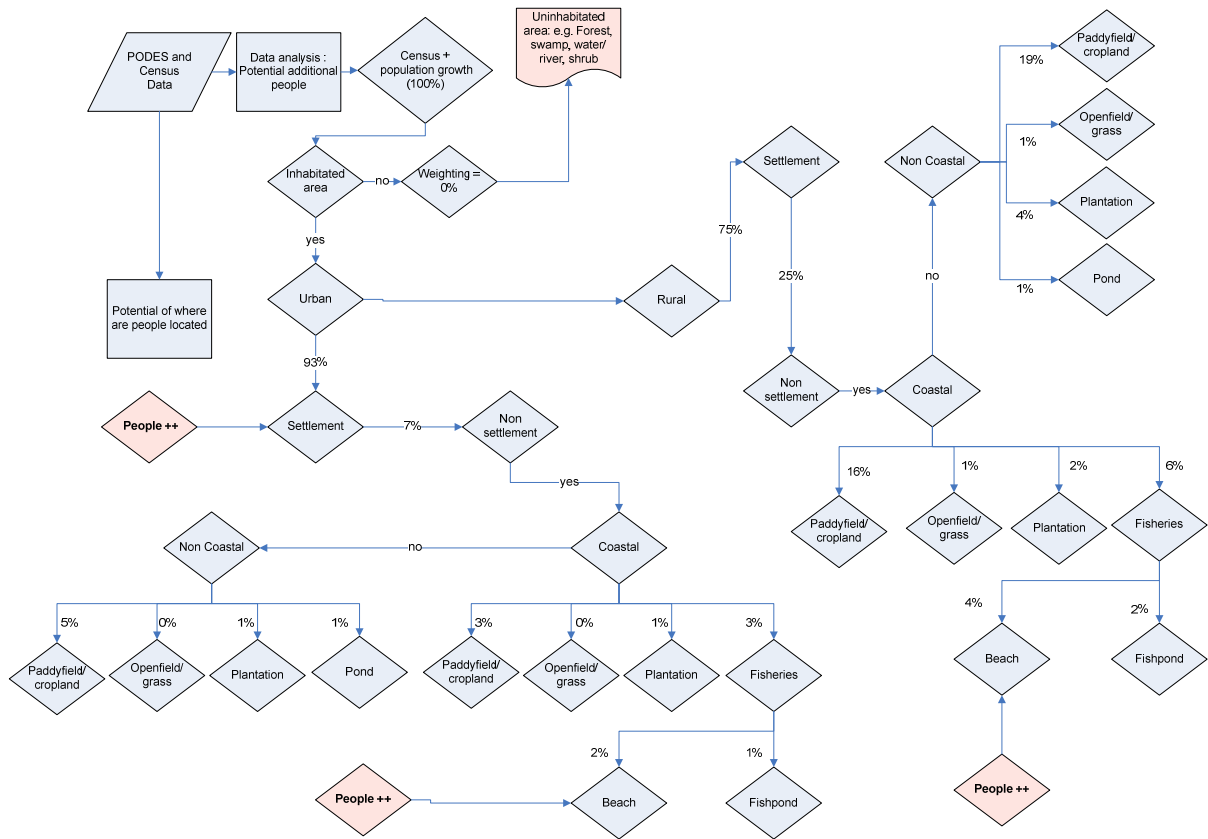 PODES and
Census
Data
Data analysis :
Potential additional
people
Census +
population growth
(100%)
Uninhabitated
area: e.g. Forest,
swamp, water/
river, shrub
Inhabitated
area
no
Weighting =
0%
yes
Potential of where
are people located
Urban
Rural
75%
Settlement
25%
Non
settlement
yes
Coastal
no
Non Coastal
19%
Paddyfield/
cropland
1%
Openfield/
grass
4%
Plantation
1%
Pond
16%
Paddyfield/
cropland
1%
Openfield/
grass
2%
Plantation
6%
Fisheries
4%
Beach
2%
Fishpond
People ++
93%
People ++
Settlement
7%
Non
settlement
yes
Coastal
no
Non Coastal
5%
Paddyfield/
cropland
0%
Openfield/
grass
1%
Plantation
1%
Pond
3%
Paddyfield/
cropland
0%
Openfield/
grass
1%
Plantation
3%
Fisheries
2%
Beach
1%
Fishpond
People ++